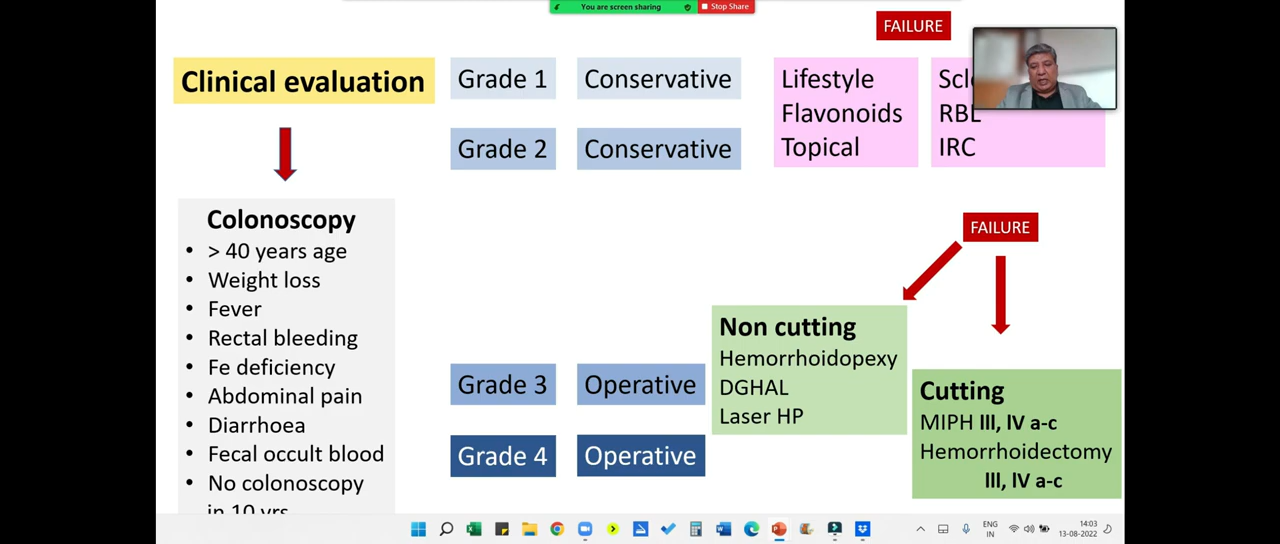 You are screen sharing
Stop Share
FAILURE
Clinical evaluation
Grade 1
Conservative
Lifestyle
Flavonoids
Topical
RBL
IRC
Grade 2
Conservative
Colonoscopy
• > 40 years age
• Weight loss
• Fever
• Rectal bleeding
• Fe deficiency
• Abdominal pain
• Diarrhoea
• Fecal occult blood
• No colonoscopy
in 10 yrs
FAILURE
Non cutting
Hemorrhoidopexy
DGHAL
Laser HP
Grade 3
Operative
Cutting
MIPH III, IV a-c
Hemorrhoidectomy
III, IV a-c
Grade 4
Operative
ENG
IN
14:03
13-08-2022